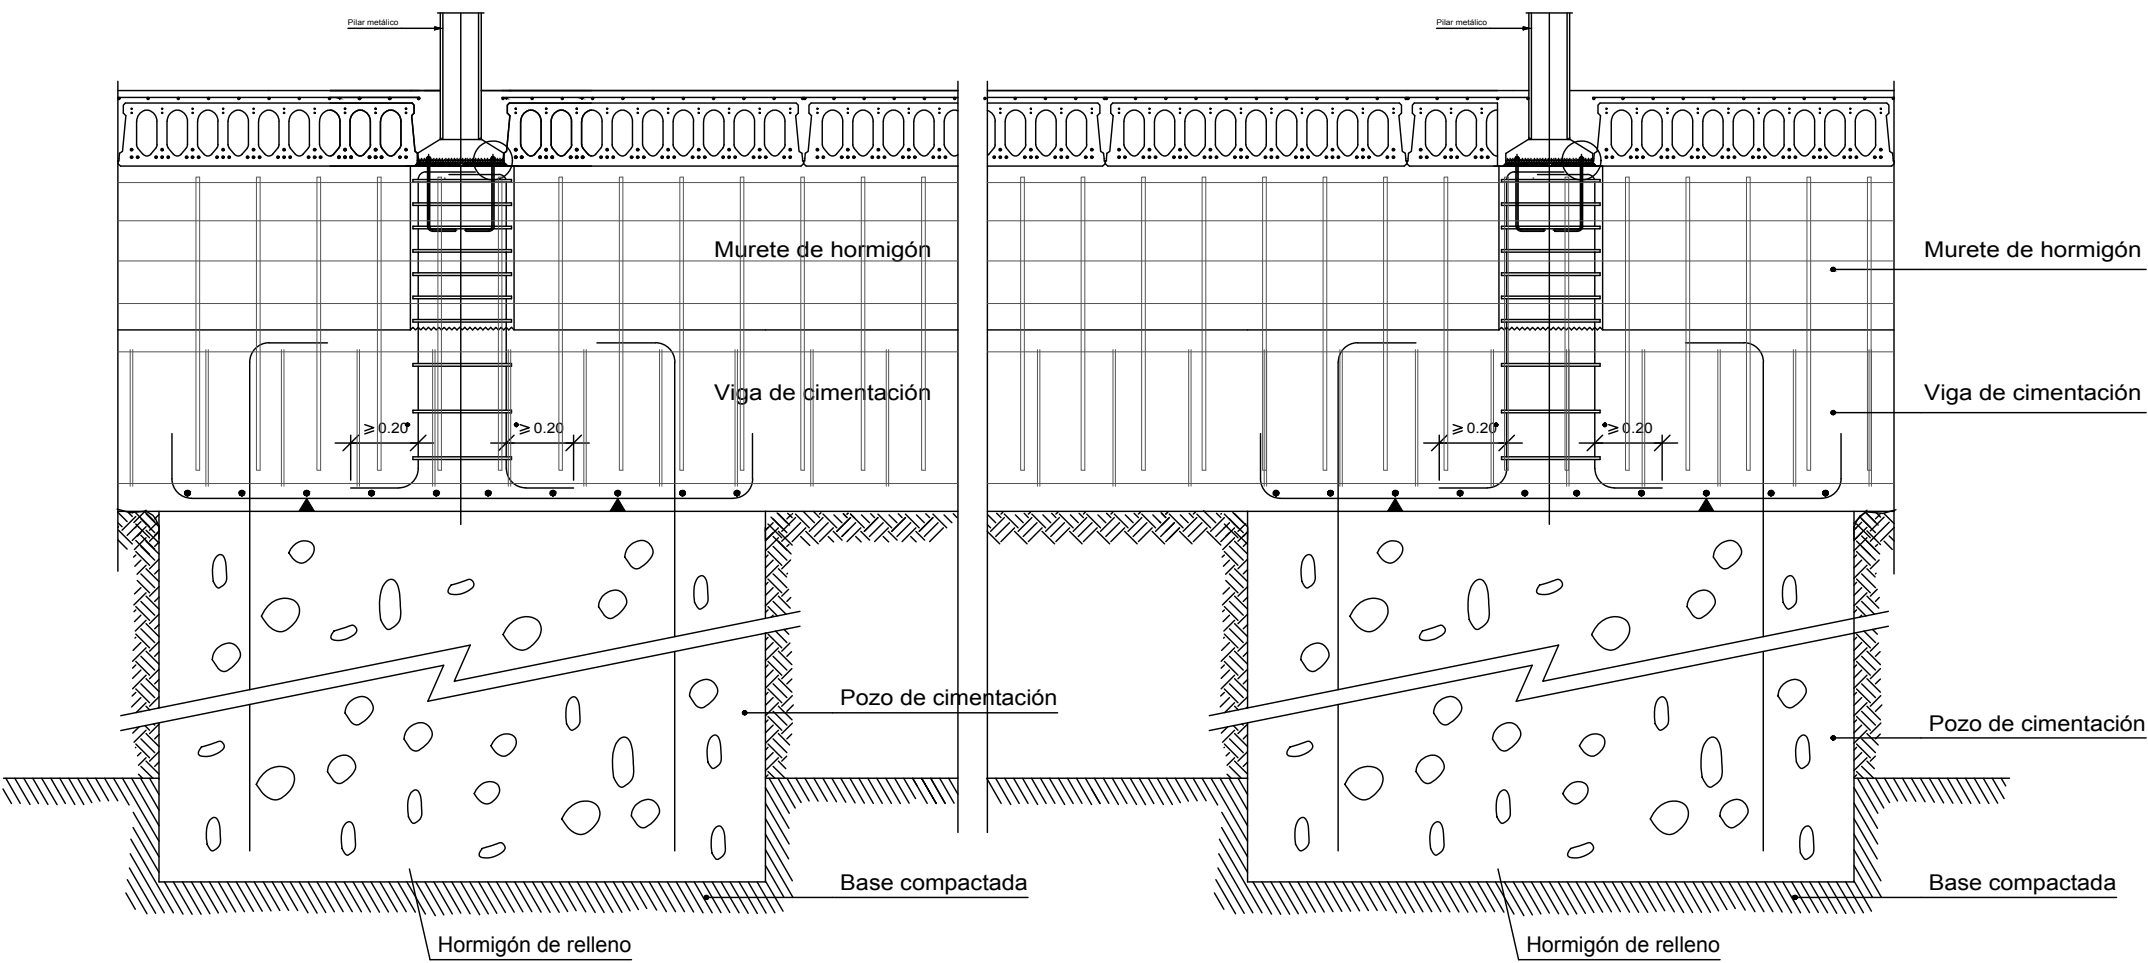 Pilar metálico
Pilar metálico
Murete de hormigón
Murete de hormigón
Viga de cimentación
Viga de cimentación
≥ 0.20
≥ 0.20
≥ 0.20
≥ 0.20
Pozo de cimentación
Pozo de cimentación
Base compactada
Base compactada
Hormigón de relleno
Hormigón de relleno